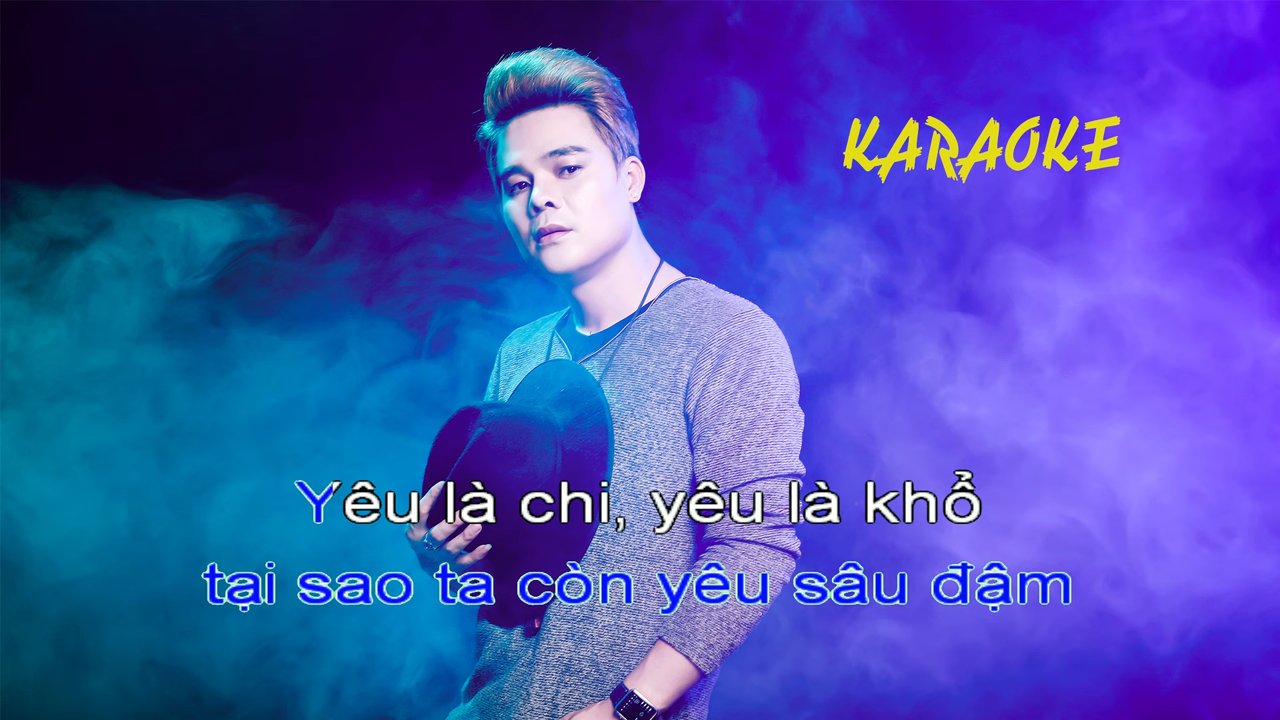 KARAOKE
Yêu là chi, yêu là khổ
tại sao ta còn yêu sâu đậm